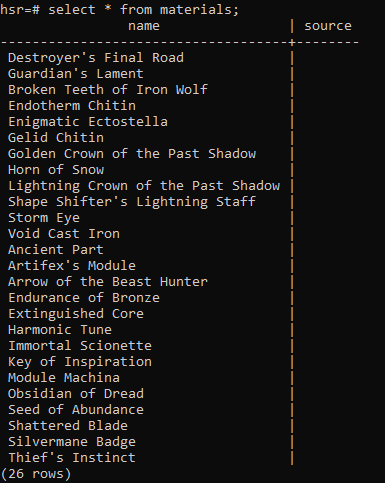 hsr=# select * from materials;
name | source
-----------------------------------+--------
Destroyer's Final Road |
Guardian's Lament |
Broken Teeth of Iron Wolf |
Endotherm Chitin |
Enigmatic Ectostella |
Gelid Chitin |
Golden Crown of the Past Shadow |
Horn of Snow |
Lightning Crown of the Past Shadow |
Shape Shifter's Lightning Staff |
Storm Eye |
Void Cast Iron |
Ancient Part |
Artifex's Module |
Arrow of the Beast Hunter |
Endurance of Bronze |
Extinguished Core |
Harmonic Tune |
Immortal Scionette |
Key of Inspiration |
Module Machina |
Obsidian of Dread |
Seed of Abundance |
Shattered Blade |
Silvermane Badge |
Thief's Instinct |
(26 rows)